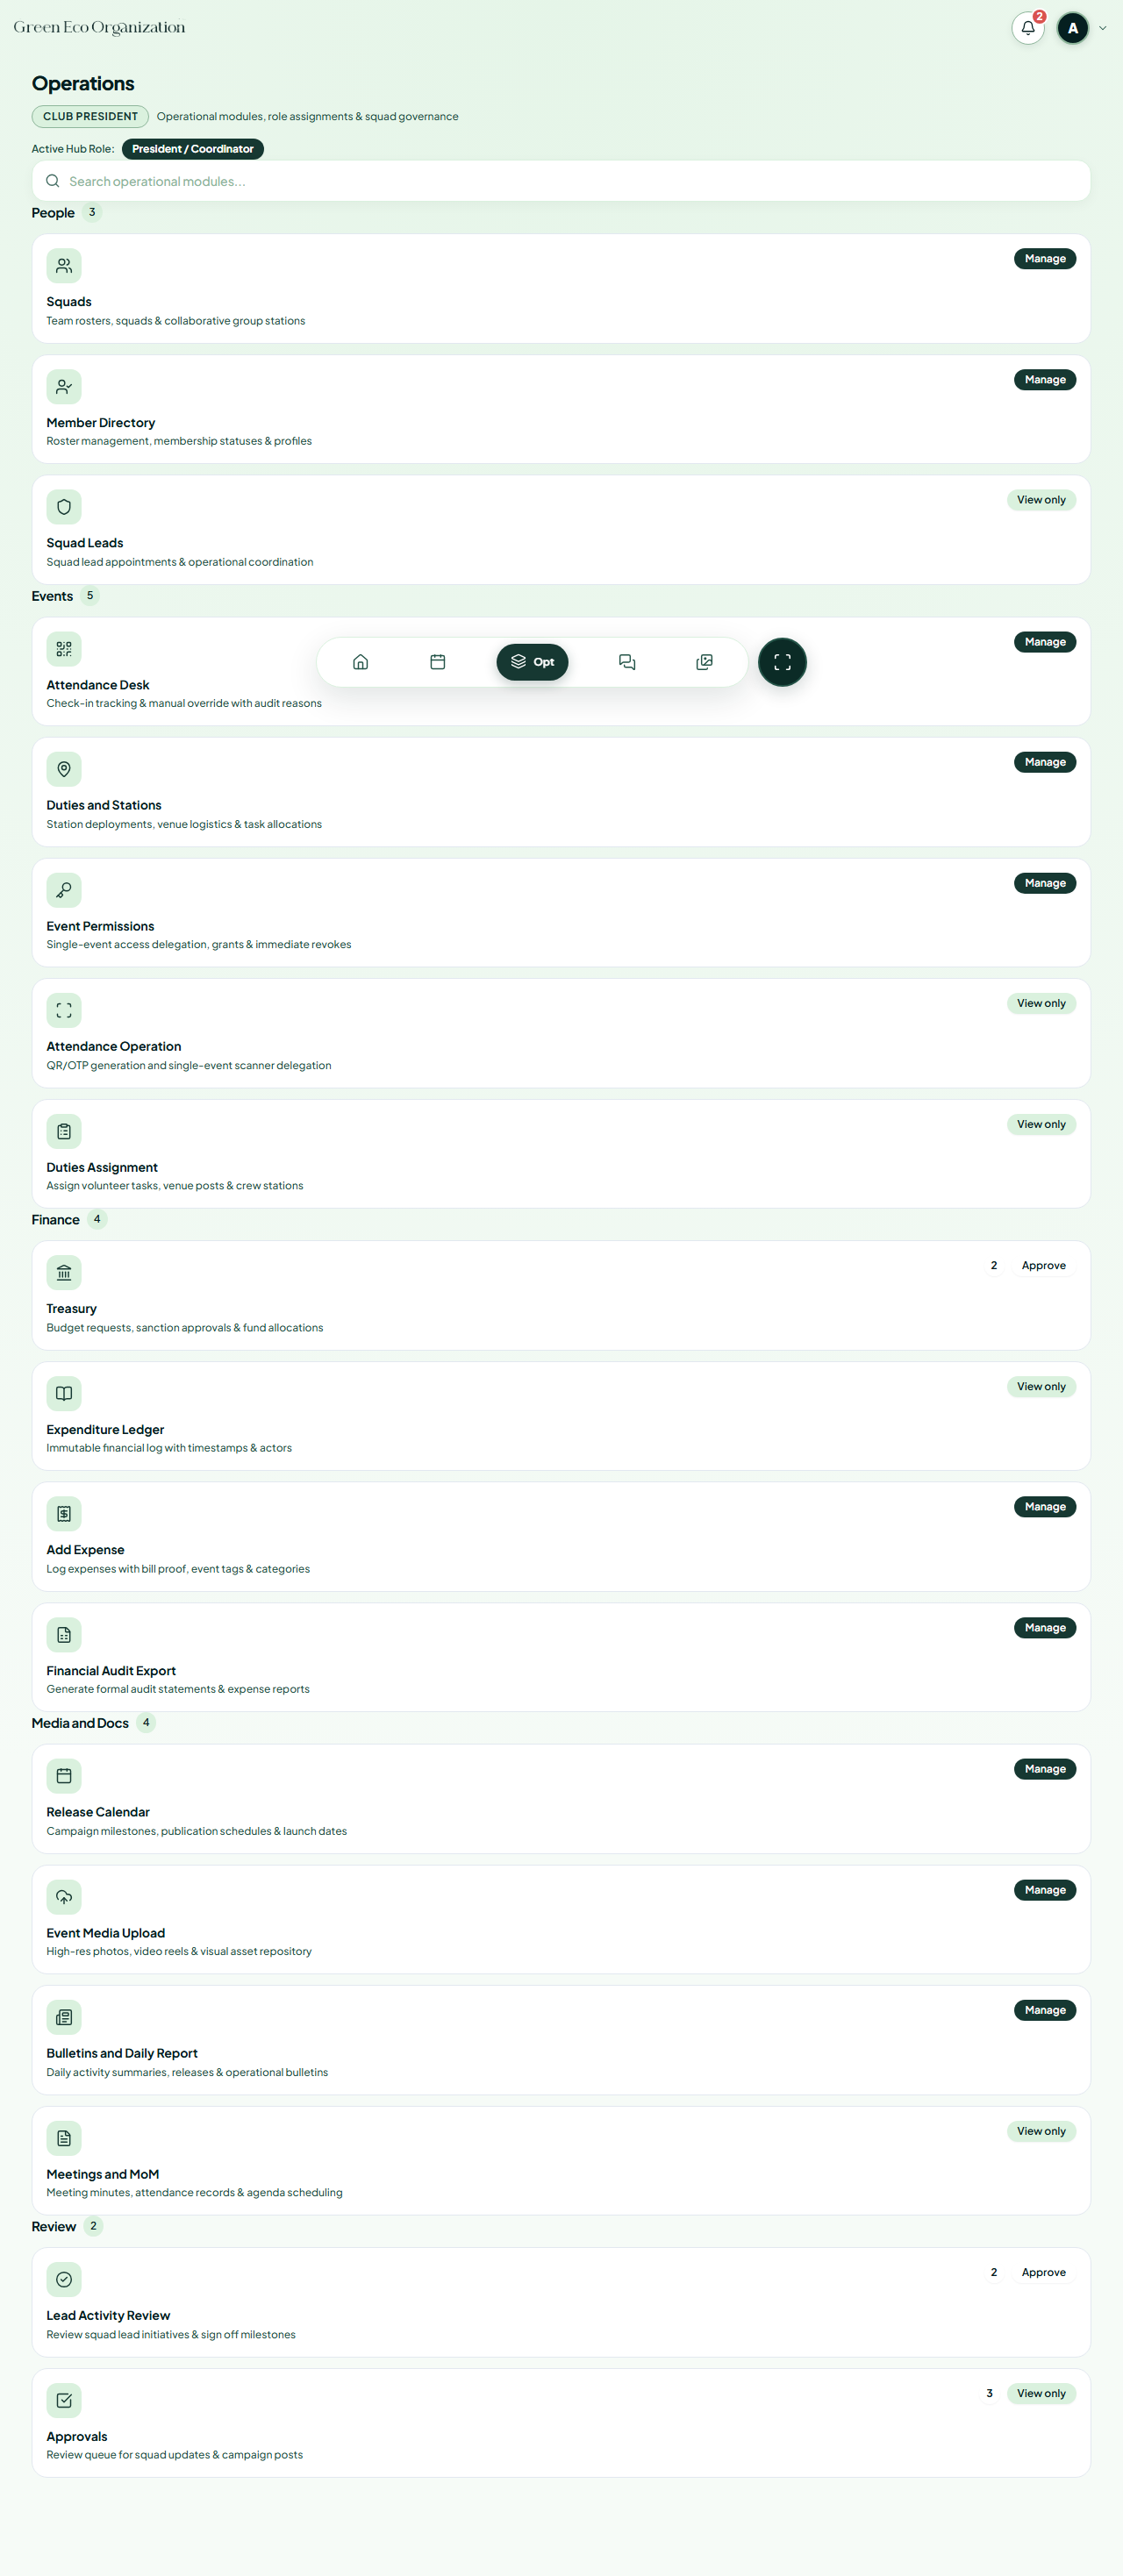 Green Eco Organization
2
A
Operations
CLUB PRESIDENT Operational modules, role assignments & squad governance
Active Hub Role: President / Coordinator
Search operational modules...
People 3
Manage
Squads
Team rosters, squads & collaborative group stations
Manage
Member Directory
Roster management, membership statuses & profiles
View only
Squad Leads
Squad lead appointments & operational coordination
Events 5
Manage
Opt
Attendance Desk
Check-in tracking & manual override with audit reasons
Manage
Duties and Stations
Station deployments, venue logistics & task allocations
Manage
Event Permissions
Single-event access delegation, grants & immediate revokes
View only
Attendance Operation
QR/OTP generation and single-event scanner delegation
View only
Duties Assignment
Assign volunteer tasks, venue posts & crew stations
Finance 4
2 Approve
Treasury
Budget requests, sanction approvals & fund allocations
View only
Expenditure Ledger
Immutable financial log with timestamps & actors
Manage
Add Expense
Log expenses with bill proof, event tags & categories
Manage
Financial Audit Export
Generate formal audit statements & expense reports
Media and Docs 4
Manage
Release Calendar
Campaign milestones, publication schedules & launch dates
Manage
Event Media Upload
High-res photos, video reels & visual asset repository
Manage
Bulletins and Daily Report
Daily activity summaries, releases & operational bulletins
View only
Meetings and MoM
Meeting minutes, attendance records & agenda scheduling
Review 2
2 Approve
Lead Activity Review
Review squad lead initiatives & sign off milestones
3 View only
Approvals
Review queue for squad updates & campaign posts